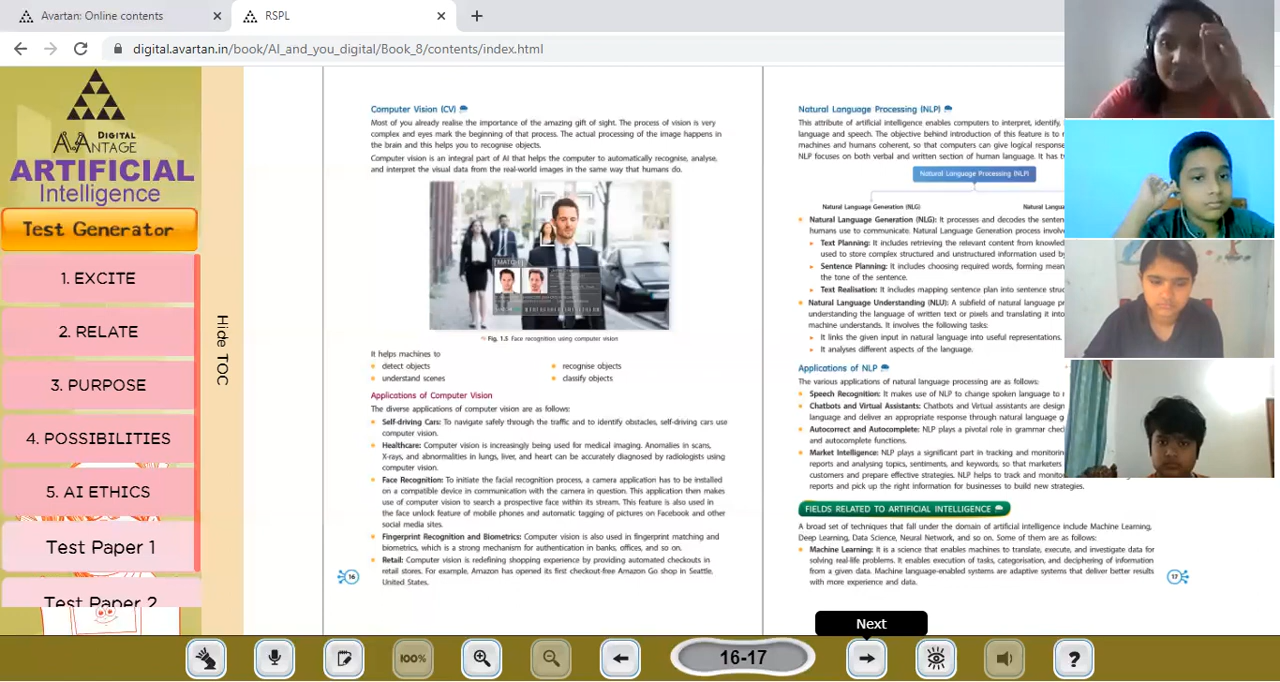 Avartan: Online contents
RSPL
digital.avartan.in/book/AI_and_you_digital/Book_8/contents/index.html
DIGITAL
AVANTAGE
ARTIFICIAL
Intelligence
Test Generator
1. EXCITE
2. RELATE
3. PURPOSE
4. POSSIBILITIES
5. AI ETHICS
Test Paper 1
Test Paper 2
Hide TOC
Computer Vision (CV)
Most of you already realise the importance of the amazing gift of sight. The process of vision is very
complex and eyes mark the beginning of that process. The actual processing of the image happens in
the brain and this helps you to recognise objects.
Computer vision is an integral part of AI that helps the computer to automatically recognise, analyse,
and interpret the visual data from the real-world images in the same way that humans do.
[MATCH]
Fig. 1.5 Face recognition using computer vision
It helps machines to
detect objects
recognise objects
understand scenes
classify objects
Applications of Computer Vision
The diverse applications of computer vision are as follows:
Self-driving Cars: To navigate safely through the traffic and to identify obstacles, self-driving cars use
computer vision.
Healthcare: Computer vision is increasingly being used for medical imaging. Anomalies in scans,
X-rays, and abnormalities in lungs, liver, and heart can be accurately diagnosed by radiologists using
computer vision.
Face Recognition: To initiate the facial recognition process, a camera application has to be installed
on a compatible device in communication with the camera in question. This application then makes
use of computer vision to search a prospective face within its stream. This feature is also used in
the face unlock feature of mobile phones and automatic tagging of pictures on Facebook and other
social media sites.
Fingerprint Recognition and Biometrics: Computer vision is also used in fingerprint matching and
biometrics, which is a strong mechanism for authentication in banks, offices, and so on.
Retail: Computer vision is redefining shopping experience by providing automated checkouts in
retail stores. For example, Amazon has opened its first checkout-free Amazon Go shop in Seattle,
United States.
16
Natural Language Processing (NLP)
This attribute of artificial intelligence enables computers to interpret, identify,
language and speech. The objective behind introduction of this feature is to
machines and humans coherent, so that computers can give logical response
NLP focuses on both verbal and written section of human language. It has
Natural Language Processing (NLP)
Natural Language Generation (NLG)
Natural
Natural Language Generation (NLG): It processes and decodes the
humans use to communicate. Natural Language Generation process
Text Planning: It includes retrieving the relevant content from
used to store complex structured and unstructured information used
Sentence Planning: It includes choosing required words, forming
the tone of the sentence.
Text Realisation: It includes mapping sentence plan into sentence
Natural Language Understanding (NLU): A subfield of natural language
understanding the language of written text or pixels and translating it into
machine understands. It involves the following tasks:
It links the given input in natural language into useful representations.
It analyses different aspects of the language.
Applications of NLP
The various applications of natural language processing are as follows:
Speech Recognition: It makes use of NLP to change spoken language to
Chatbots and Virtual Assistants: Chatbots and Virtual assistants are
language and deliver an appropriate response through natural language
Autocorrect and Autocomplete: NLP plays a pivotal role in grammar
and autocomplete functions.
Market Intelligence: NLP plays a significant part in tracking and
reports and analysing topics, sentiments, and keywords, so that marketers
customers and prepare effective strategies. NLP helps to track and
reports and pick up the right information for businesses to build new strategies.
FIELDS RELATED TO ARTIFICIAL INTELLIGENCE
A broad set of techniques that fall under the domain of artificial intelligence include Machine Learning,
Deep Learning, Data Science, Neural Network, and so on. Some of them are as follows:
Machine Learning: It is a science that enables machines to translate, execute, and investigate data for
solving real-life problems. It enables execution of tasks, categorisation, and deciphering of information
from a given data. Machine language-enabled systems are adaptive systems that deliver better results
with more experience and data.
17
Next
100%
16-17
?